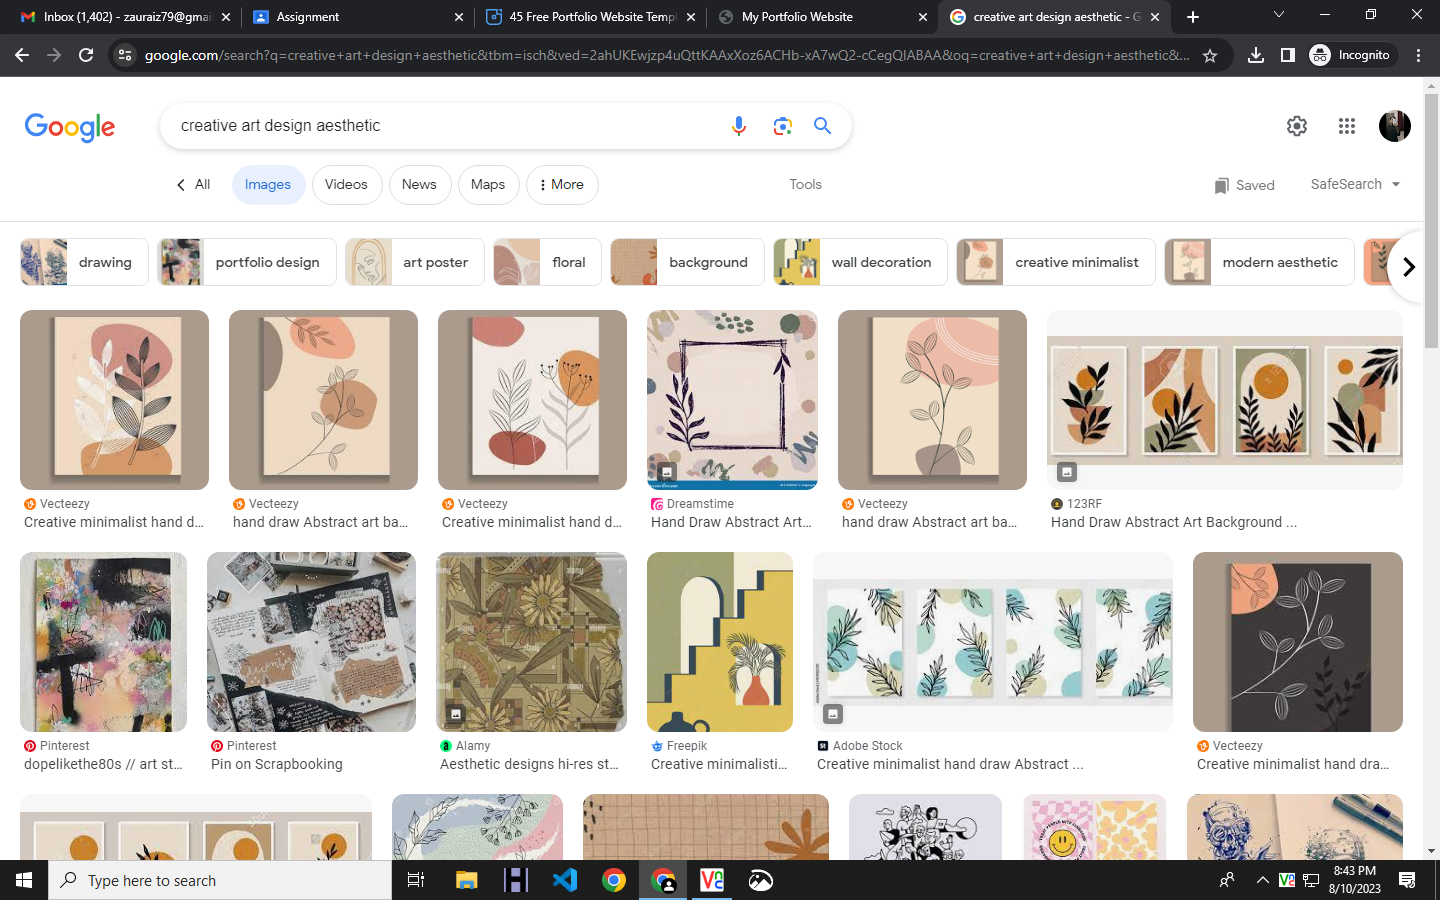 Inbox (1,402) - zauraiz79@gmai
Assignment
45 Free Portfolio Website Templ
My Portfolio Website
creative art design aesthetic - G
google.com/search?q=creative+art+design+aesthetic&tbm=isch&ved=2ahUKEwjzp4uQttKAAxXoz6ACHb-xA7wQ2-cCegQIABAA&oq=creative+art+design+aesthetic&...
Incognito
Google
creative art design aesthetic
All
Images
Videos
News
Maps
More
Tools
Saved
SafeSearch
drawing
portfolio design
art poster
floral
background
wall decoration
creative minimalist
modern aesthetic
Vecteezy
Creative minimalist hand d...
Vecteezy
hand draw Abstract art ba...
Vecteezy
Creative minimalist hand d...
Dreamstime
Hand Draw Abstract Art...
Vecteezy
hand draw Abstract art ba...
123RF
Hand Draw Abstract Art Background ...
Pinterest
dopelikethe80s // art st...
Pinterest
Pin on Scrapbooking
Alamy
Aesthetic designs hi-res st...
Freepik
Creative minimalisti...
St
Adobe Stock
Creative minimalist hand draw Abstract ...
Vecteezy
Creative minimalist hand dra...
Type here to search
8:43 PM
8/10/2023